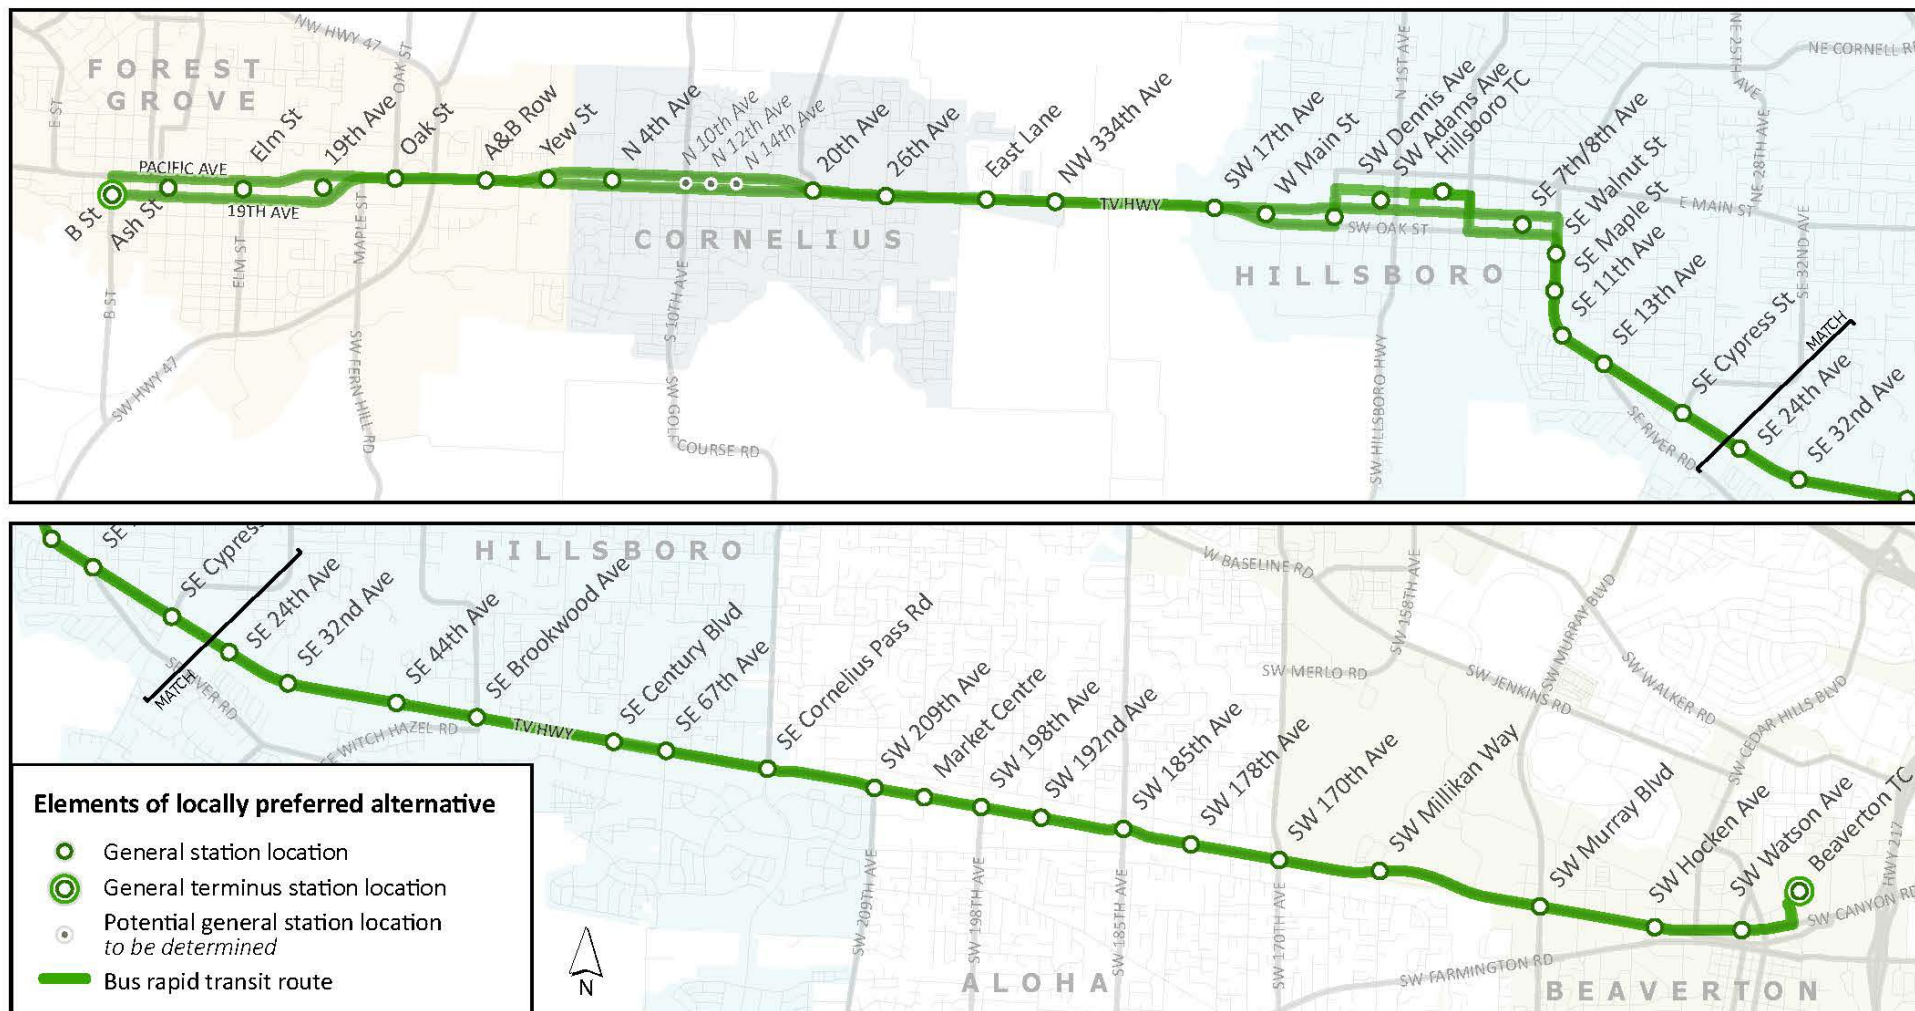 FOREST
GROVE
NW HWY 47
OAK ST
E ST
PACIFIC AVE
19TH AVE
B St
Ash St
Elm St
19th Ave
Oak St
A&B Row
Yew St
N 4th Ave
N 10th Ave
N 12th Ave
N 14th Ave
20th Ave
26th Ave
East Lane
NW 334th Ave
TV HWY
SW 17th Ave
W Main St
SW Dennis Ave
SW Adams Ave
Hillsboro TC
SE 7th/8th Ave
SE Walnut St
SE Maple St
SE 11th Ave
SE 13th Ave
SE Cypress St
SE 24th Ave
SE 32nd Ave
MATCH
N 1ST AVE
NE 25TH AVE
NE CORNELL RD
NE 28TH AVE
E MAIN ST
SE 32ND AVE
SW OAK ST
CORNELIUS
HILLSBORO
B ST
ELM ST
MAPLE ST
SW HWY 47
SW FERN HILL RD
S 10TH AVE
SW GOLF
COURSE RD
SW HILLSBORO HWY
SE RIVER RD
SE Cypress
SE 24th Ave
SE 32nd Ave
MATCH
SE RIVER RD
HILLSBORO
SE 44th Ave
SE Brookwood Ave
TV HWY
SE WITCH HAZEL RD
SE Century Blvd
SE 67th Ave
SE Cornelius Pass Rd
SW 209th Ave
Market Centre
SW 198th Ave
SW 192nd Ave
SW 185th Ave
SW 178th Ave
SW 170th Ave
SW Millikan Way
SW Murray Blvd
SW Hocken Ave
SW Watson Ave
Beaverton TC
W BASELINE RD
SW 158TH AVE
SW MERLO RD
SW JENKINS RD
SW MURRAY BLVD
SW WALKER RD
SW CEDAR HILLS BLVD
HWY 217
SW CANYON RD
SW FARMINGTON RD
SW 209TH AVE
SW 198TH AVE
SW 185TH AVE
SW 170TH AVE
ALOHA
BEAVERTON
Elements of locally preferred alternative
General station location
General terminus station location
Potential general station location
to be determined
Bus rapid transit route
N